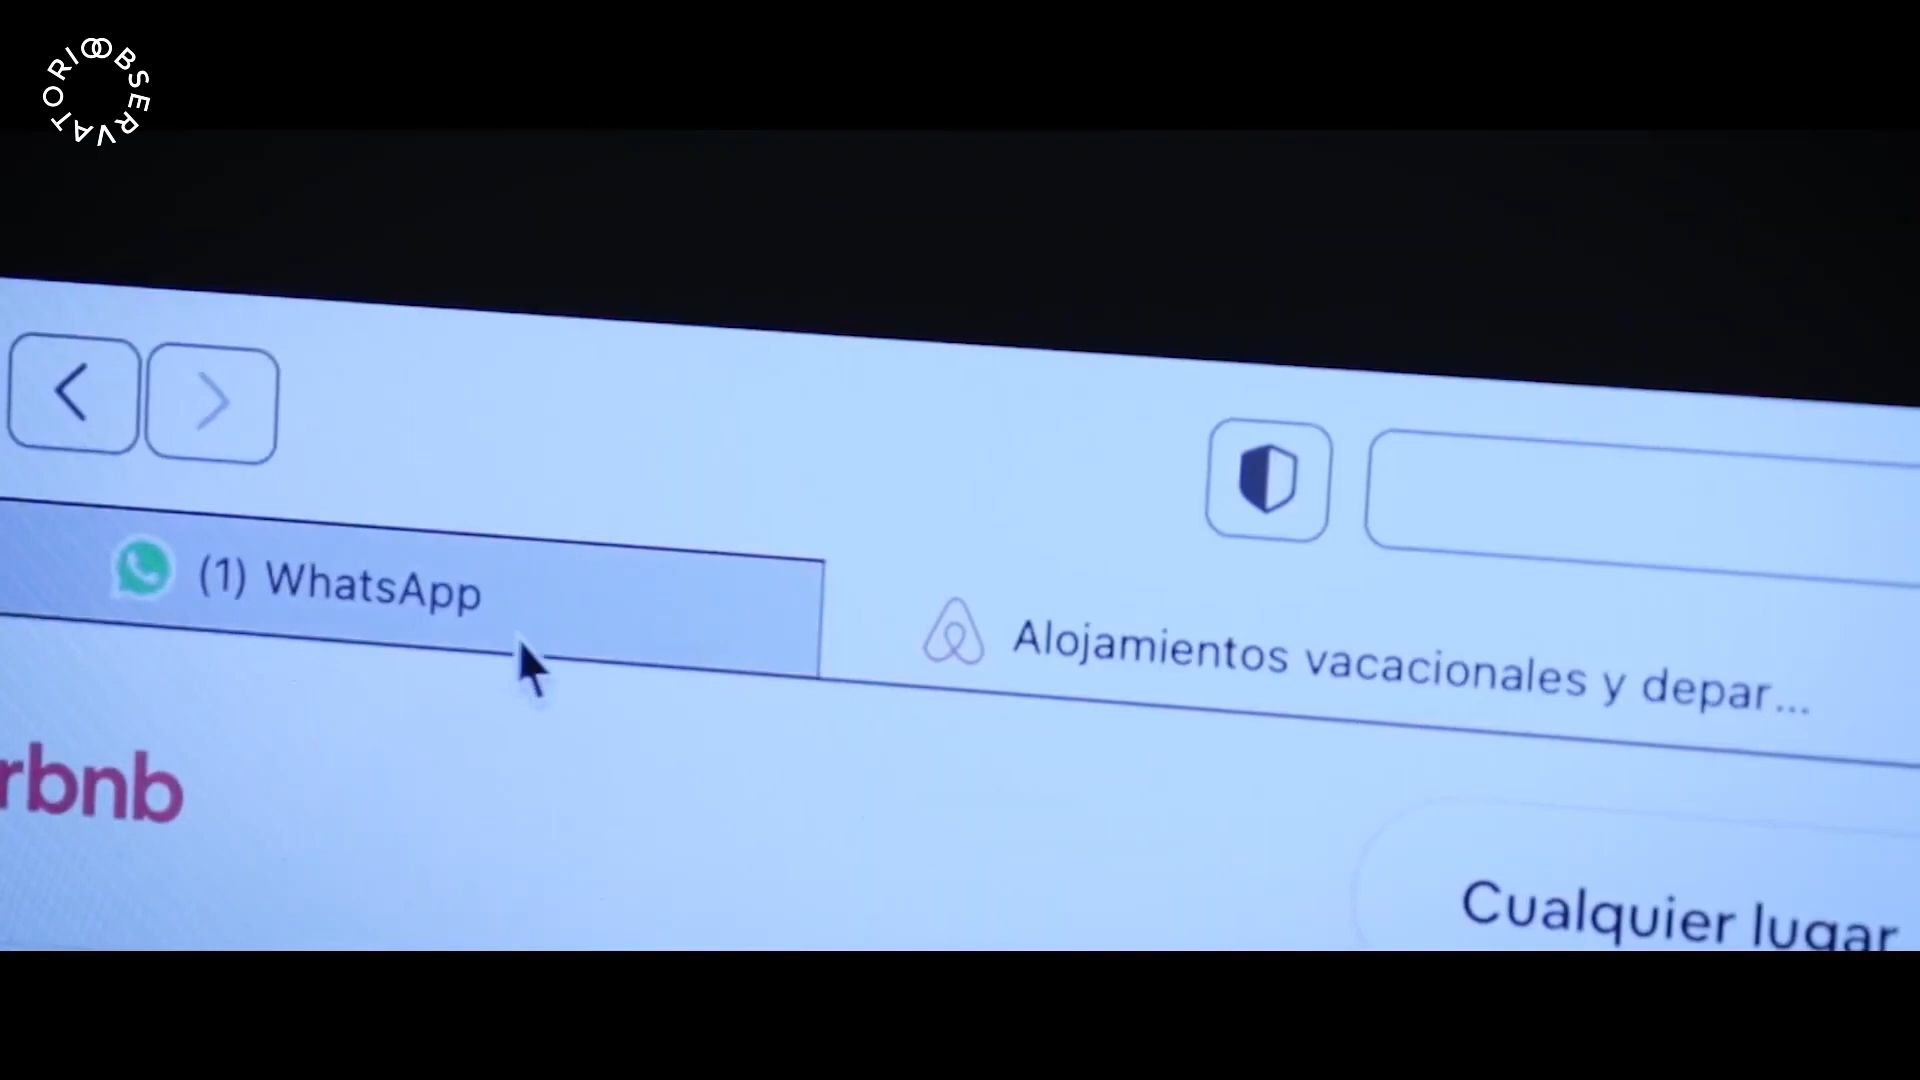 OBSERVATORIO
(1) WhatsApp
Alojamientos vacacionales y depar...
rbnb
Cualquier lugar